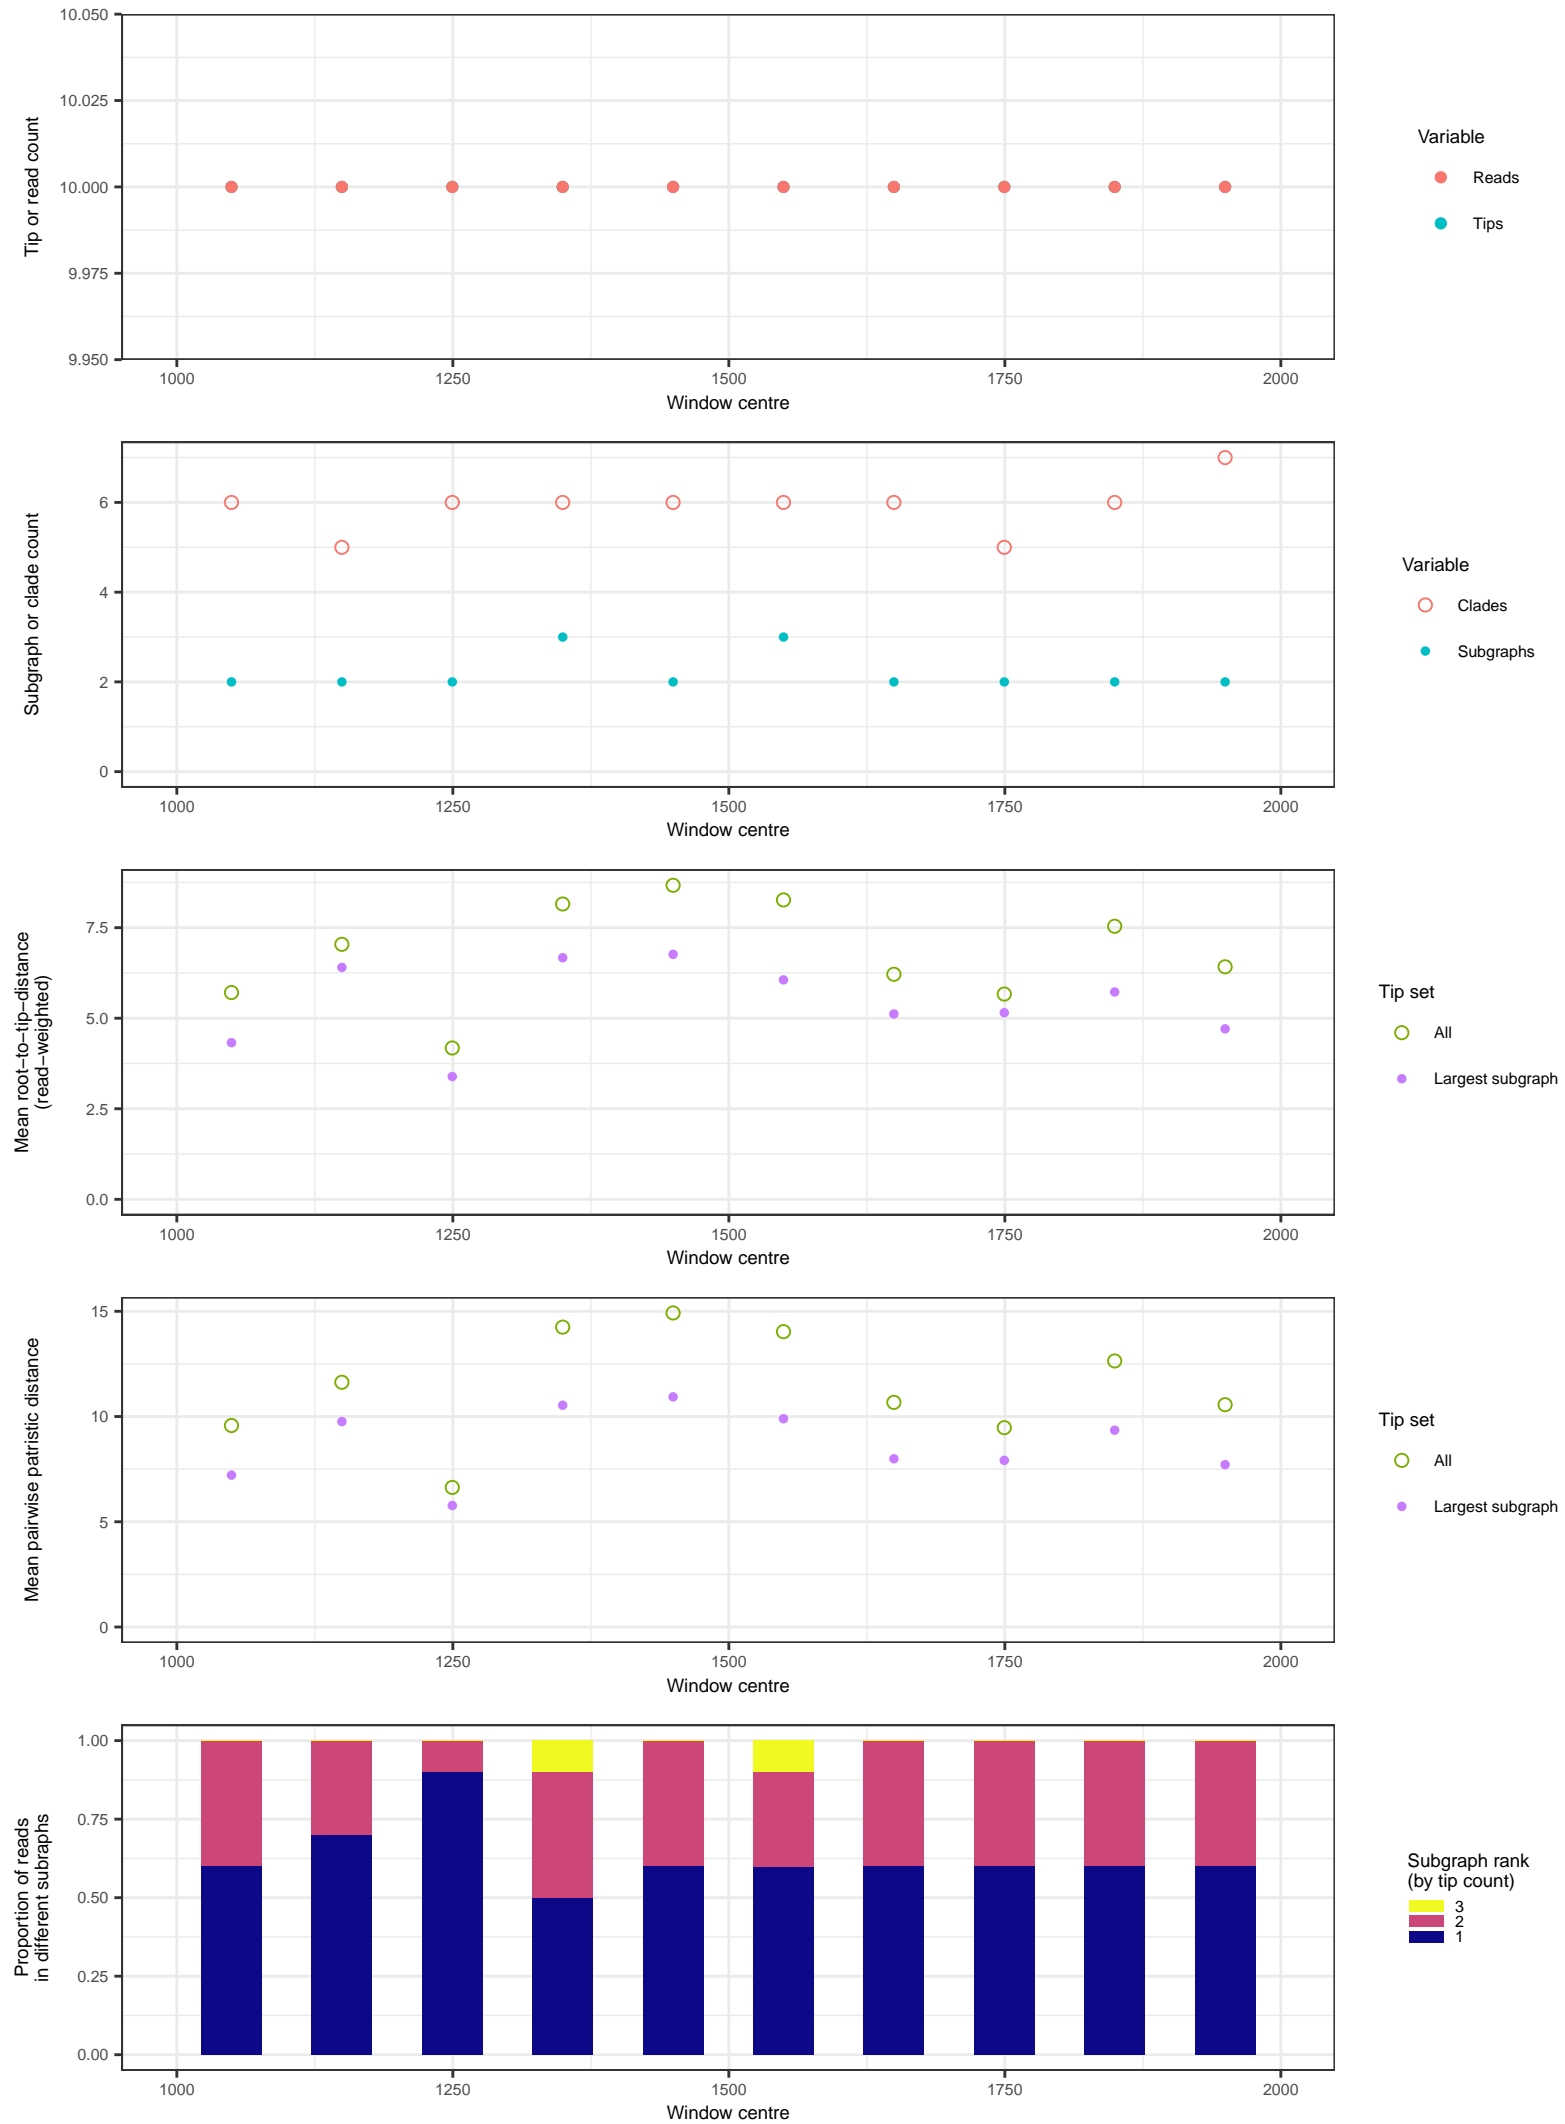 10.050
10.025
10.000
9.975
9.950
Tip or read count
1000 1250 1500 1750 2000
Window centre
Variable
Reads
Tips
6
4
2
0
Subgraph or clade count
1000 1250 1500 1750 2000
Window centre
Variable
Clades
Subgraphs
7.5
5.0
2.5
0.0
Mean root−to−tip−distance
(read−weighted)
1000 1250 1500 1750 2000
Window centre
Tip set
All
Largest subgraph
15
10
5
0
Mean pairwise patristic distance
1000 1250 1500 1750 2000
Window centre
Tip set
All
Largest subgraph
1.00
0.75
0.50
0.25
0.00
Proportion of reads
in different subraphs
1000 1250 1500 1750 2000
Window centre
Subgraph rank
(by tip count)
3
2
1